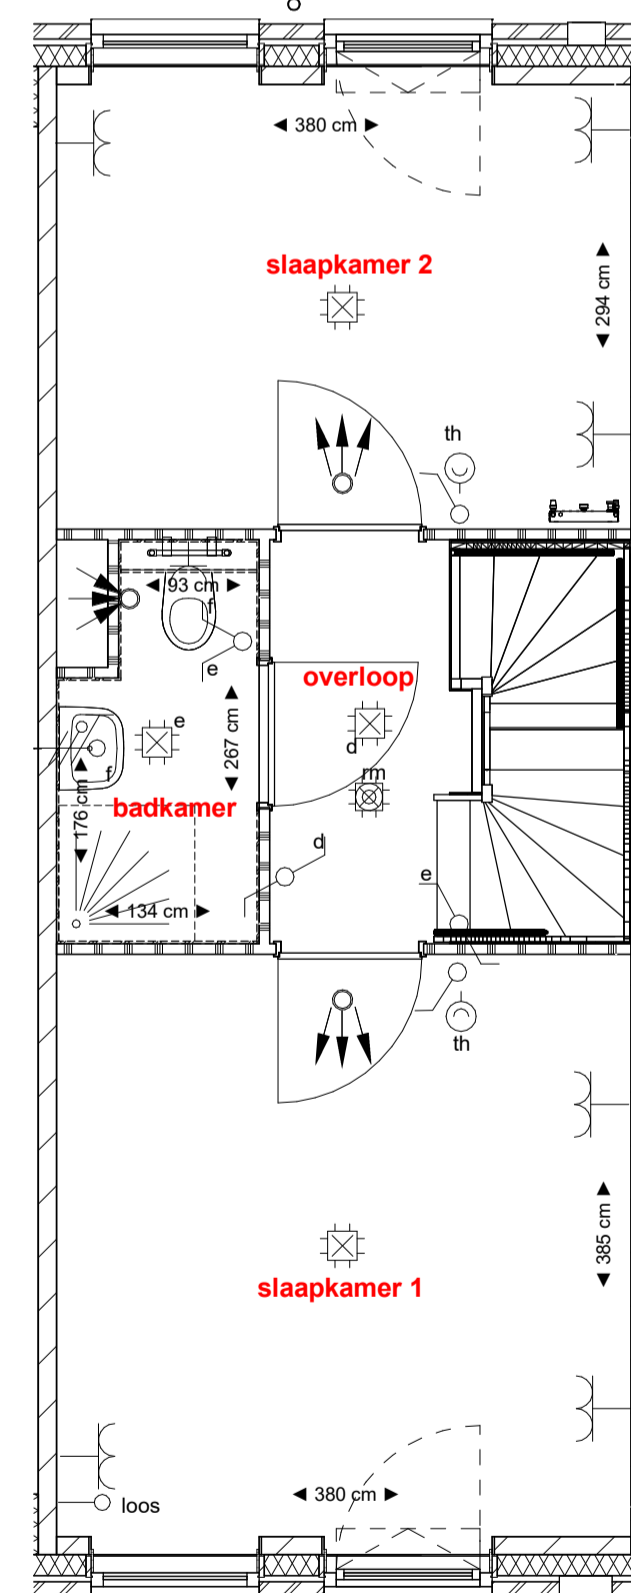 380 cm
slaapkamer 2
294 cm
th
93 cm
f
e
overloop
267 cm
e
d
rm
f
badkamer
176 cm
d
e
134 cm
th
385 cm
slaapkamer 1
380 cm
loos